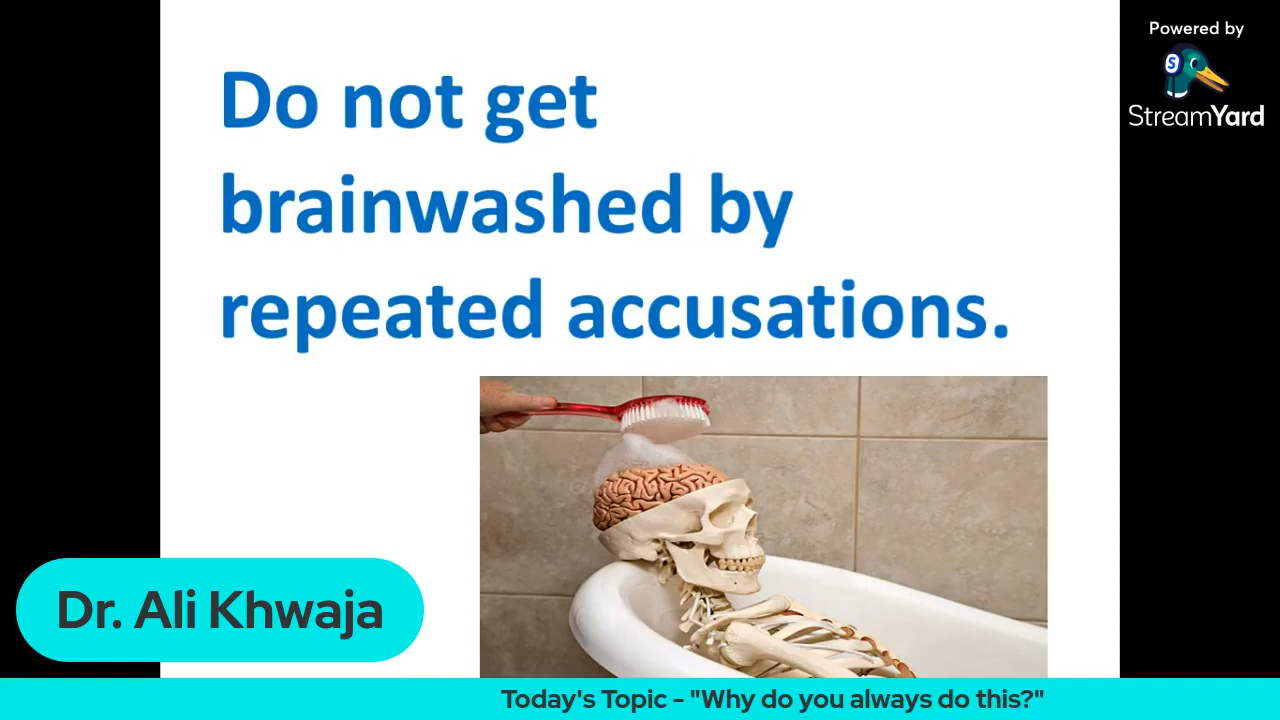 Powered by
S
StreamYard
Do not get
brainwashed by
repeated accusations.
Dr. Ali Khwaja
Today's Topic - "Why do you always do this?"